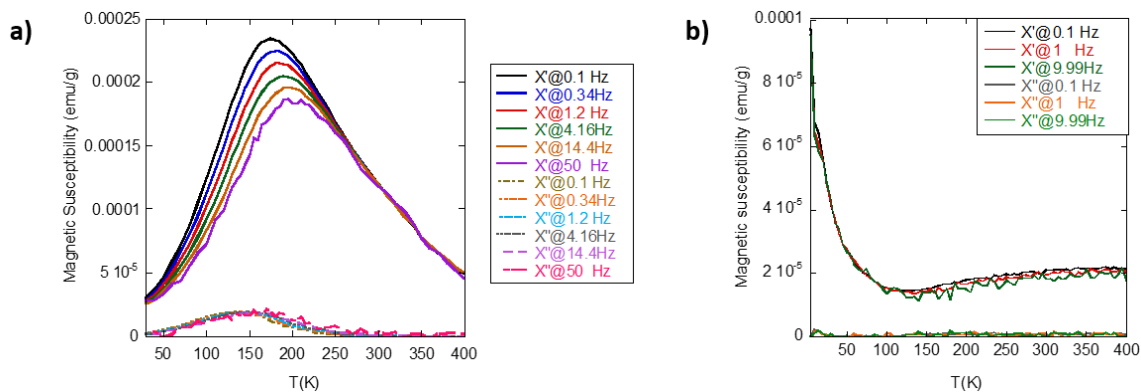 a)
Magnetic Susceptibility (emu/g)
0.00025
0.0002
0.00015
0.0001
5 10-5
0
50 100 150 200 250 300 350 400
T(K)
X'@0.1 Hz
X'@0.34Hz
X'@1.2 Hz
X'@4.16Hz
X'@14.4Hz
X'@50 Hz
X"@0.1 Hz
X"@0.34Hz
X"@1.2 Hz
X"@4.16Hz
X"@14.4Hz
X"@50 Hz
b)
Magnetic susceptibility (emu/g)
0.0001
8 10-5
6 10-5
4 10-5
2 10-5
0
50 100 150 200 250 300 350 400
T(K)
X'@0.1 Hz
X'@1 Hz
X'@9.99Hz
X"@0.1 Hz
X"@1 Hz
X"@9.99Hz